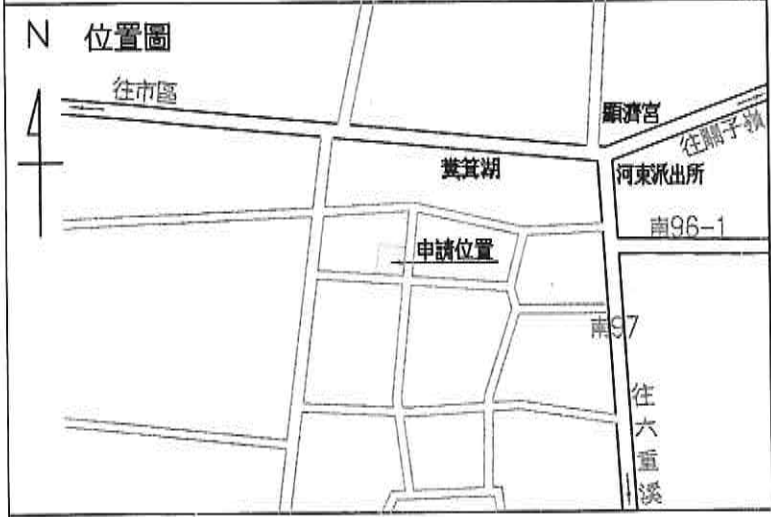 N 位置圖
往市區
顯濟宮
往關子嶺
糞箕湖
河東派出所
南96-1
申請位置
南97
往六重溪